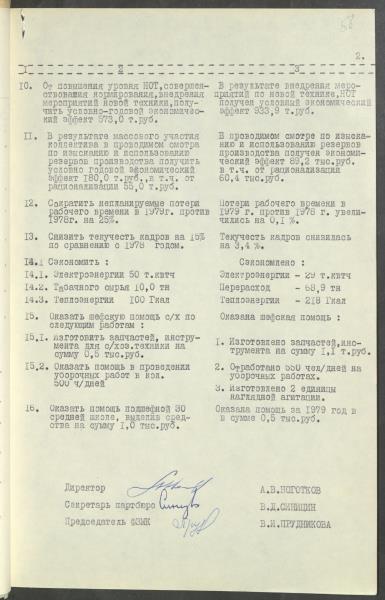 2.
1 2 3
10. От повышения уровня НОТ, совершен-
ствования нормирования, внедрения
мероприятий новой техники, полу-
чить условно-годовой экономичес-
кий эффект 573,0 т.руб.
В результате внедрения меро-
приятий по новой технике, НОТ
получен условный экономический
эффект 933,9 т.руб.
11. В результате массового участия
коллектива в проводимом смотре
по изысканию и использованию
резервов производства получить
условно годовой экономический
эффект 180,0 т.руб., в т.ч. от
рационализации 55,0 т.руб.
В проводимом смотре по изыска-
нию и использованию резервов
производства получен экономи-
ческий эффект 89,2 тыс.руб.
в т.ч. от рационализации
60,4 тыс.руб.
12. Сократить непланируемые потери
рабочего времени в 1979г. против
1978г. на 25%
Потери рабочего времени в
1979 г. против 1978 г. увели-
чились на 0,1 %.
13. Снизить текучесть кадров на 15%
по сравнению с 1978 годом.
Текучесть кадров снизилась
на 3,4 %.
14. Сэкономить :
Сэкономлено :
14.1. Электроэнергии 50 т.квтч
Электроэнергии - 29 т.квтч
14.2. Табачного сырья 10,0 тн
Перерасход - 68,9 тн
14.3. Теплоэнергии 100 Гкал
Теплоэнергии - 218 Гкал
15. Оказать шефскую помощь с/х по
следующим работам :
Оказана шефская помощь :
15.1. Изготовить запчастей, инстру-
мента для с/хоз.техники на
сумму 0,5 тыс.руб.
1. Изготовлено запчастей, инс-
трумента на сумму 1,1 т.руб.
15.2. Оказать помощь в проведении
уборочных работ в кол.
500 ч/дней
2. Отработано 550 чел/дней на
уборочных работах.
3. Изготовлено 2 единицы
наглядной агитации.
16. Оказать помощь подшефной 30
средней школе, выделив сред-
ства на сумму 1,0 тыс.руб.
Оказана помощь за 1979 год в
в сумме 0,5 тыс.руб.
Директор А.В.НОГОТКОВ
Секретарь партбюро В.Д.СИНИЦИН
Председатель ФЗМК В.И.ПРУДНИКОВА